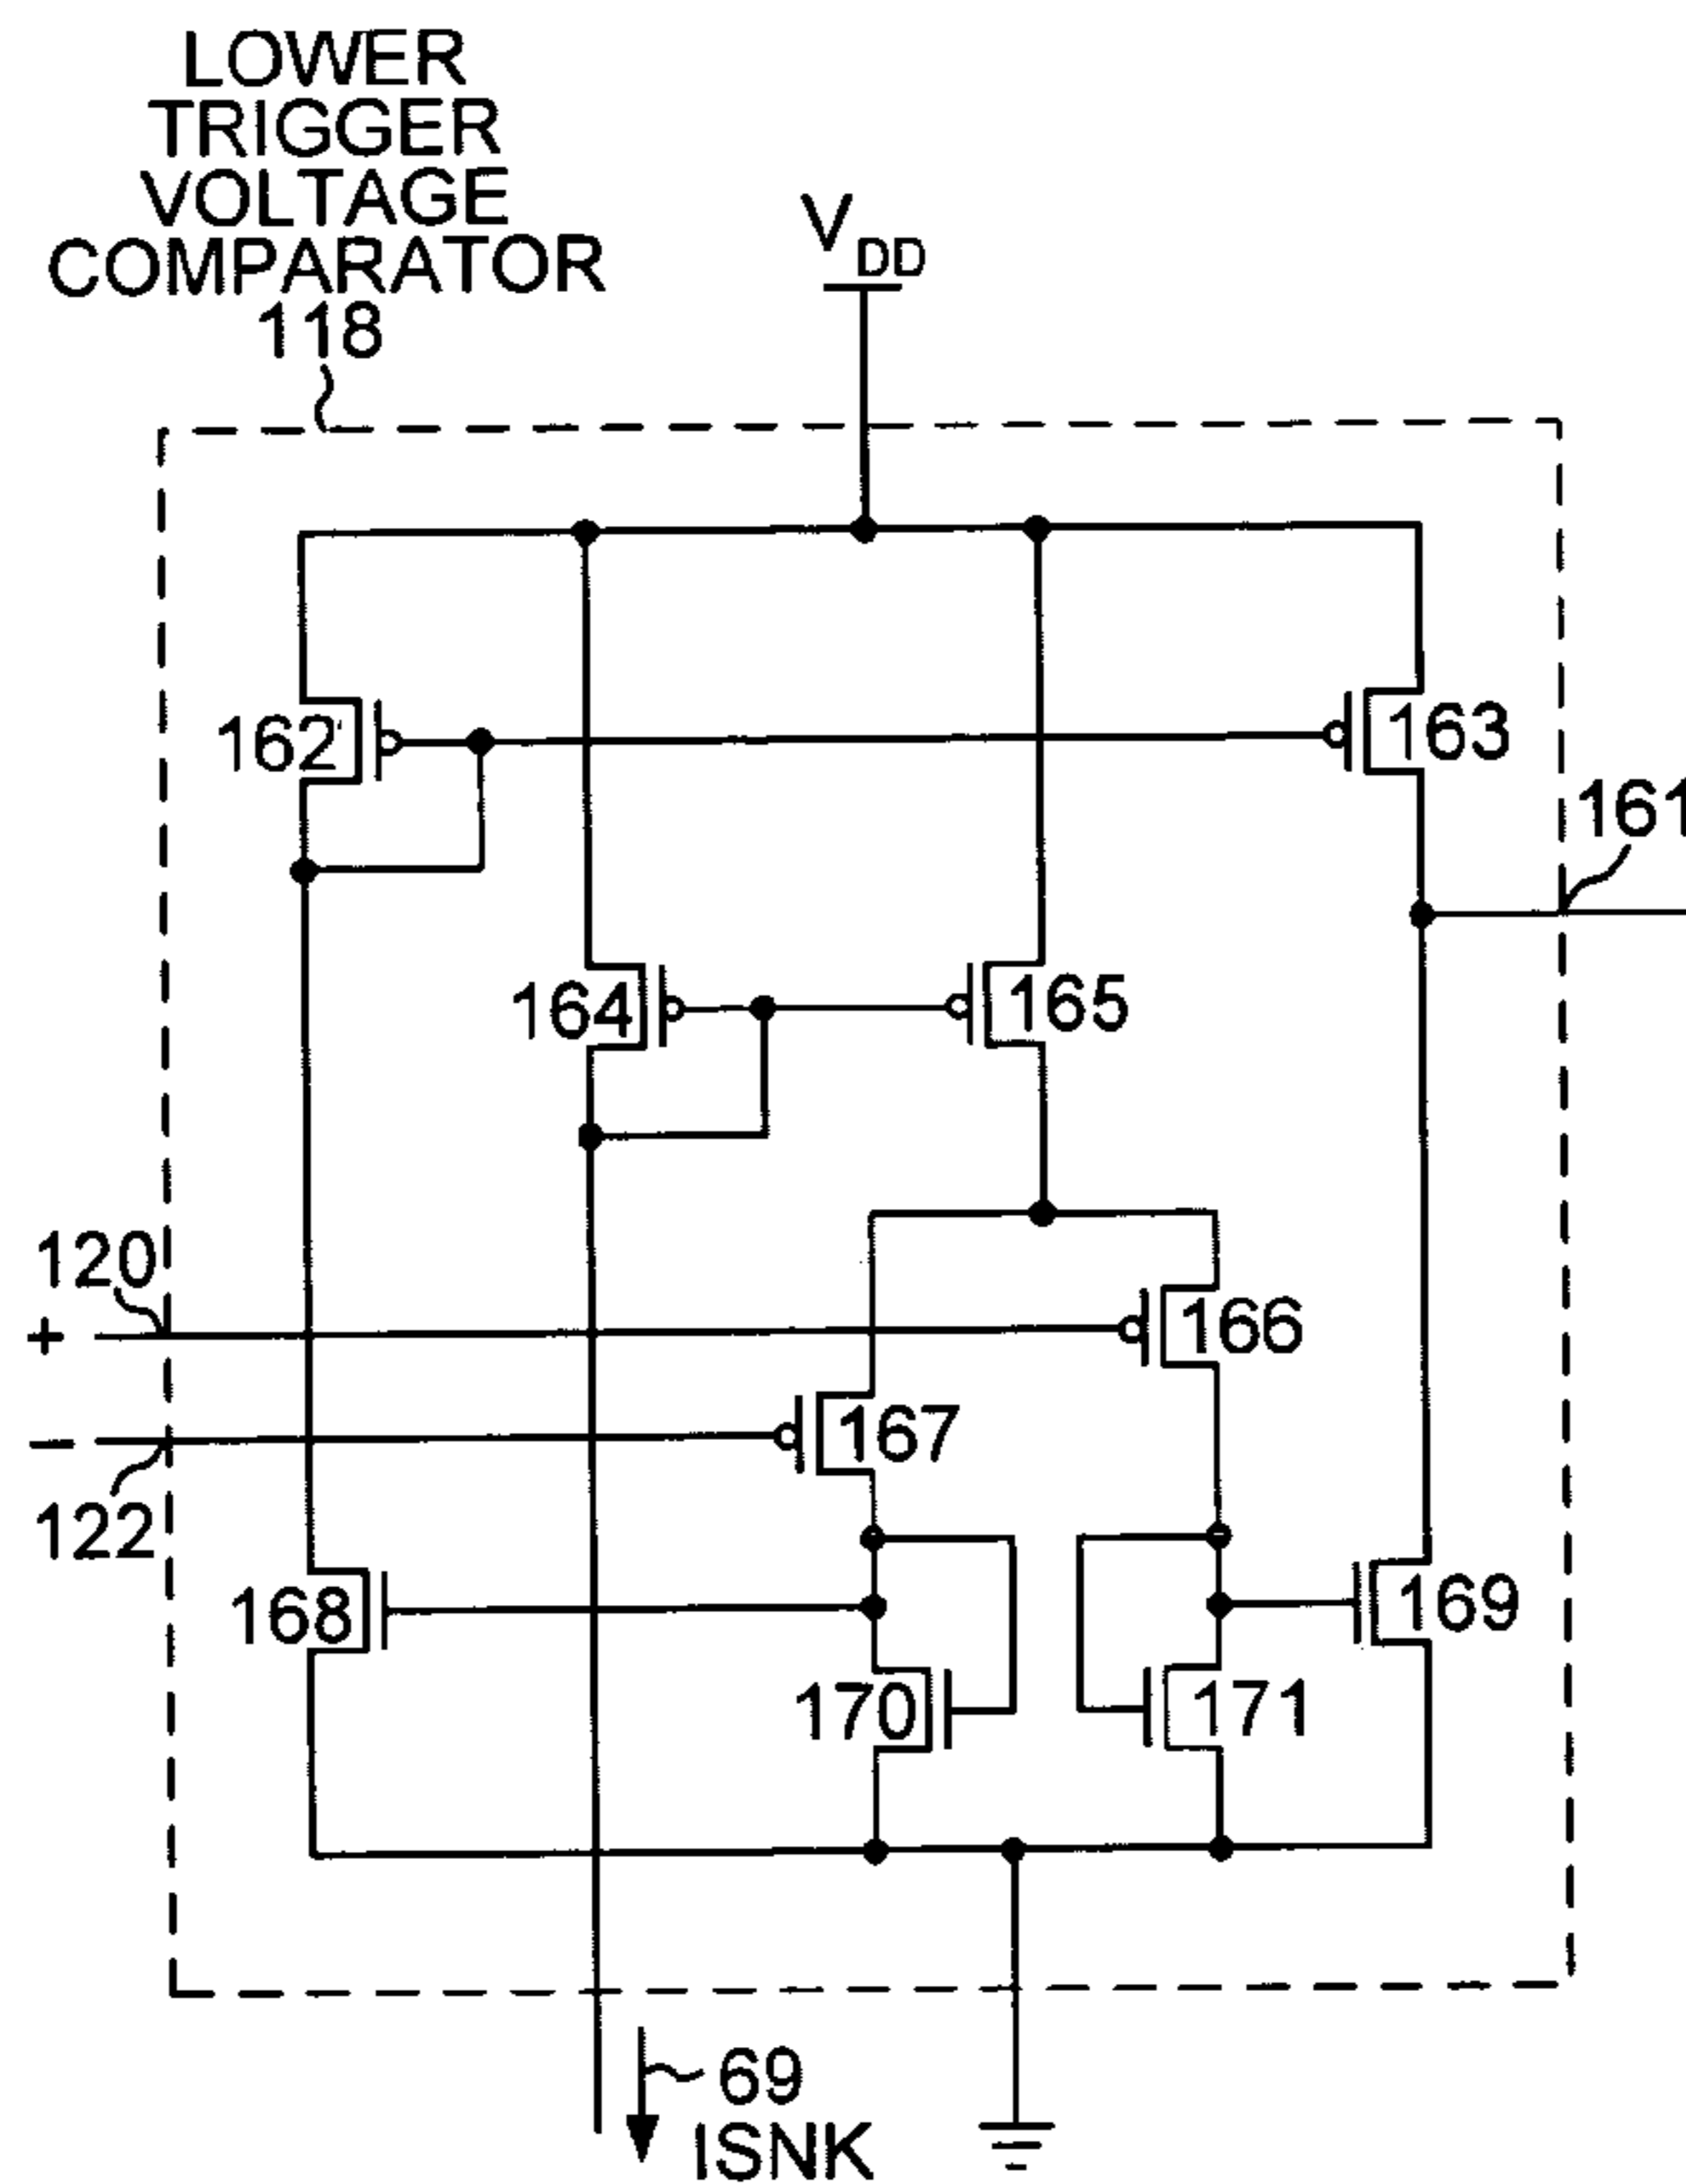 LOWER
TRIGGER
VOLTAGE
COMPARATOR
118
VDD
162
163
161
164
165
120
+
166
167
−
122
168
169
170
171
69
ISNK